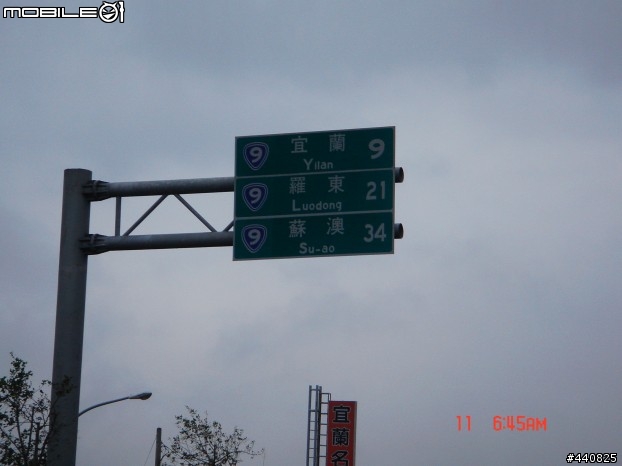 MOBILE01
9 宜蘭 9
Yilan
9 羅東 21
Luodong
9 蘇澳 34
Su-ao
宜蘭名
11 6:45AM
#440825